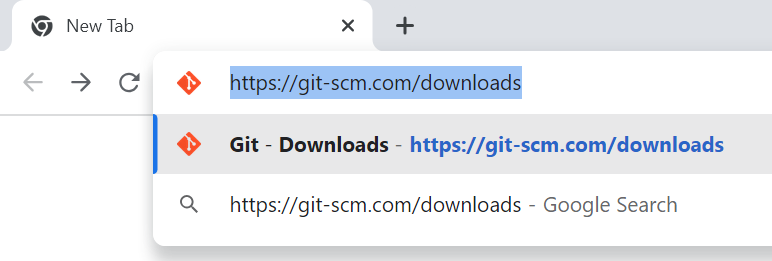 New Tab
https://git-scm.com/downloads
Git - Downloads - https://git-scm.com/downloads
https://git-scm.com/downloads - Google Search